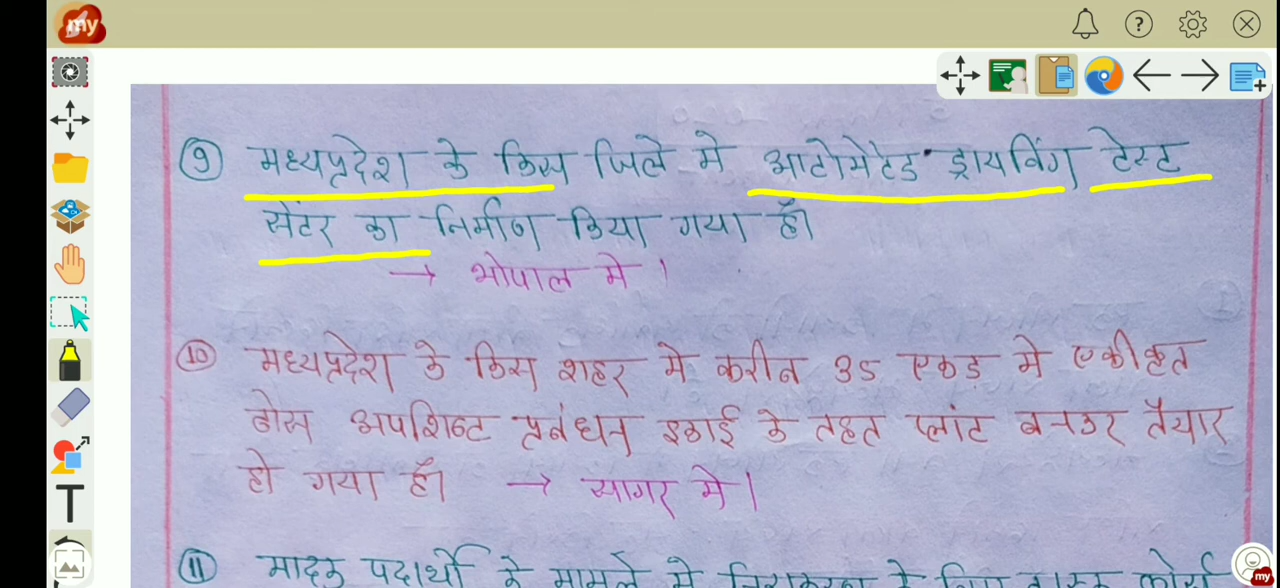 my
?
⑨ मध्यप्रदेश के किस जिले मे आटोमेटेड ड्रायविंग टेस्ट
सेंटर का निर्माण किया गया हैं।
→ भोपाल मे।
⑩ मध्यप्रदेश के किस शहर मे करीब 35 एकड़ मे एकीकृत
ठोस अपशिष्ट प्रबंधन इकाई के तहत प्लांट बनकर तैयार
हो गया हैं। → सागर मे।
⑪ मादक पदार्थों के मामले मे के लिए
T
my